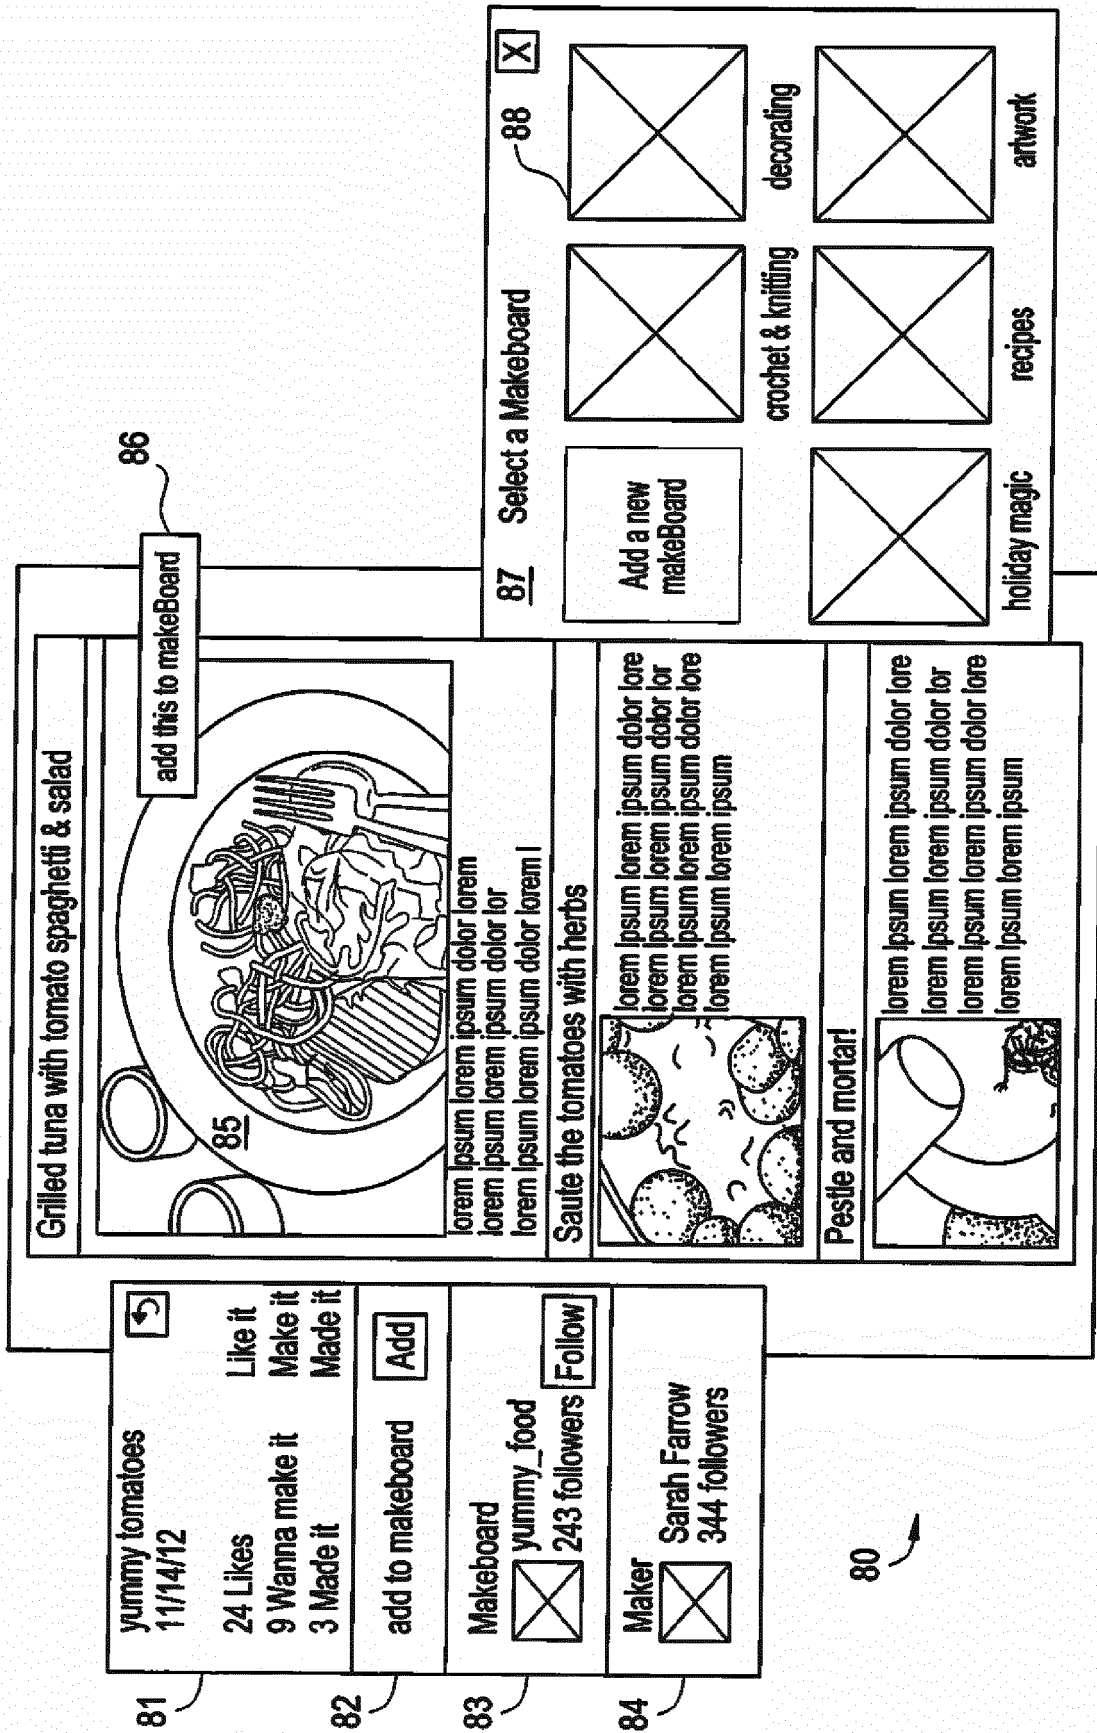 81
yummy tomatoes
11/14/12
24 Likes
Like it
9 Wanna make it
Make it
3 Made it
Made it
82
add to makeboard
Add
83
Makeboard
yummy_food
243 followers
Follow
84
Maker
Sarah Farrow
344 followers
80
Grilled tuna with tomato spaghetti & salad
85
86
add this to makeBoard
lorem Ipsum lorem ipsum dolor lorem
lorem Ipsum lorem ipsum dolor lor
lorem Ipsum lorem ipsum dolor lorem l
Saute the tomatoes with herbs
lorem Ipsum lorem ipsum dolor lore
lorem Ipsum lorem ipsum dolor lor
lorem Ipsum lorem ipsum dolor lore
lorem Ipsum lorem ipsum
Pestle and mortar!
lorem Ipsum lorem ipsum dolor lore
lorem Ipsum lorem ipsum dolor lor
lorem Ipsum lorem ipsum dolor lore
lorem Ipsum lorem ipsum
87
Select a Makeboard
X
88
Add a new
makeBoard
crochet & knitting
decorating
holiday magic
recipes
artwork